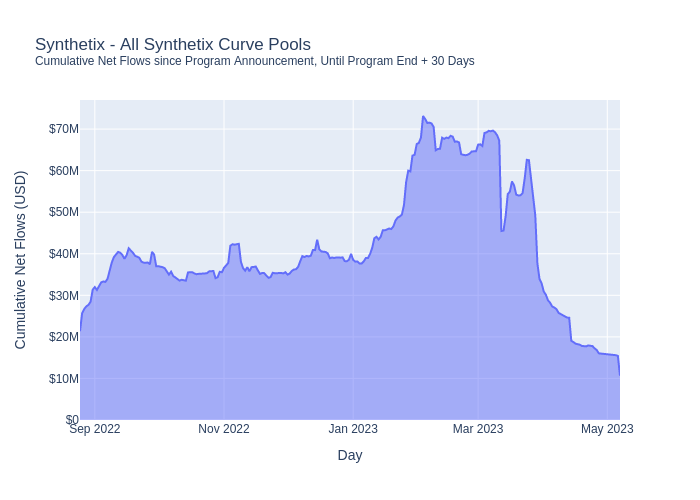 Synthetix - All Synthetix Curve Pools
Cumulative Net Flows since Program Announcement, Until Program End + 30 Days
Cumulative Net Flows (USD)
$70M
$60M
$50M
$40M
$30M
$20M
$10M
$0
Sep 2022
Nov 2022
Jan 2023
Mar 2023
May 2023
Day